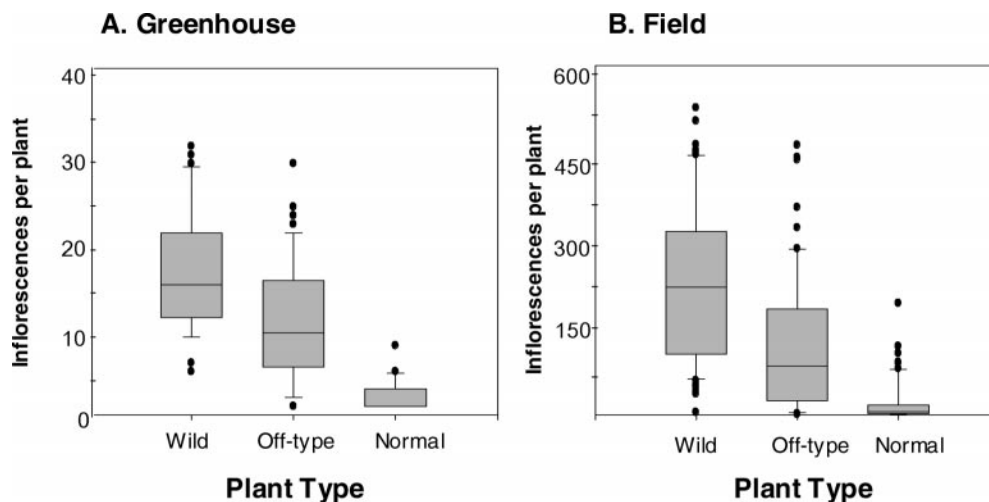 A. Greenhouse
Inflorescences per plant
40
30
20
10
0
Wild Off-type Normal
Plant Type
B. Field
Inflorescences per plant
600
450
300
150
Wild Off-type Normal
Plant Type